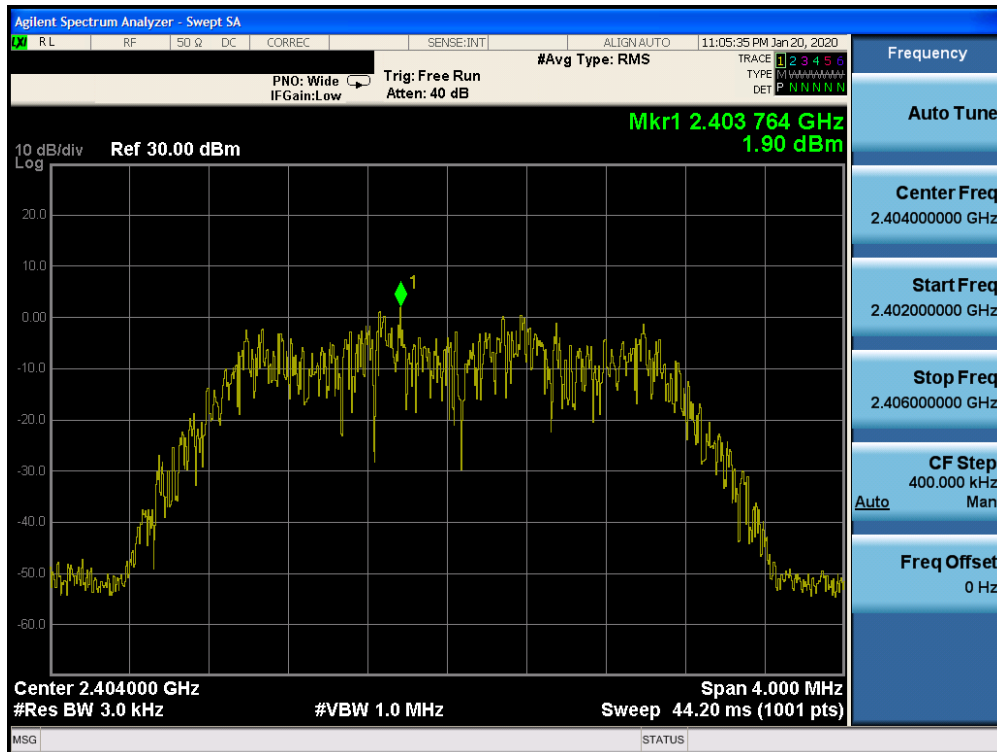 Agilent Spectrum Analyzer - Swept SA
LXI RL RF 50 Ω DC CORREC SENSE:INT ALIGN AUTO 11:05:35 PM Jan 20, 2020
#Avg Type: RMS TRACE 1 2 3 4 5 6
PNO: Wide Trig: Free Run TYPE M
IFGain:Low Atten: 40 dB DET P N N N N N
Mkr1 2.403 764 GHz
1.90 dBm
10 dB/div Ref 30.00 dBm
Log
20.0
10.0
1
0.00
-10.0
-20.0
-30.0
-40.0
-50.0
-60.0
Center 2.404000 GHz Span 4.000 MHz
#Res BW 3.0 kHz #VBW 1.0 MHz Sweep 44.20 ms (1001 pts)
MSG STATUS
Frequency
Auto Tune
Center Freq
2.404000000 GHz
Start Freq
2.402000000 GHz
Stop Freq
2.406000000 GHz
CF Step
400.000 kHz
Auto Man
Freq Offset
0 Hz